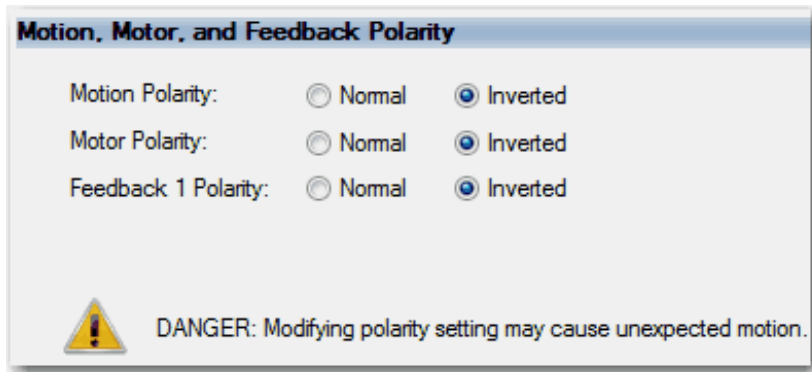 Motion, Motor, and Feedback Polarity
Motion Polarity: Normal Inverted
Motor Polarity: Normal Inverted
Feedback 1 Polarity: Normal Inverted
DANGER: Modifying polarity setting may cause unexpected motion.